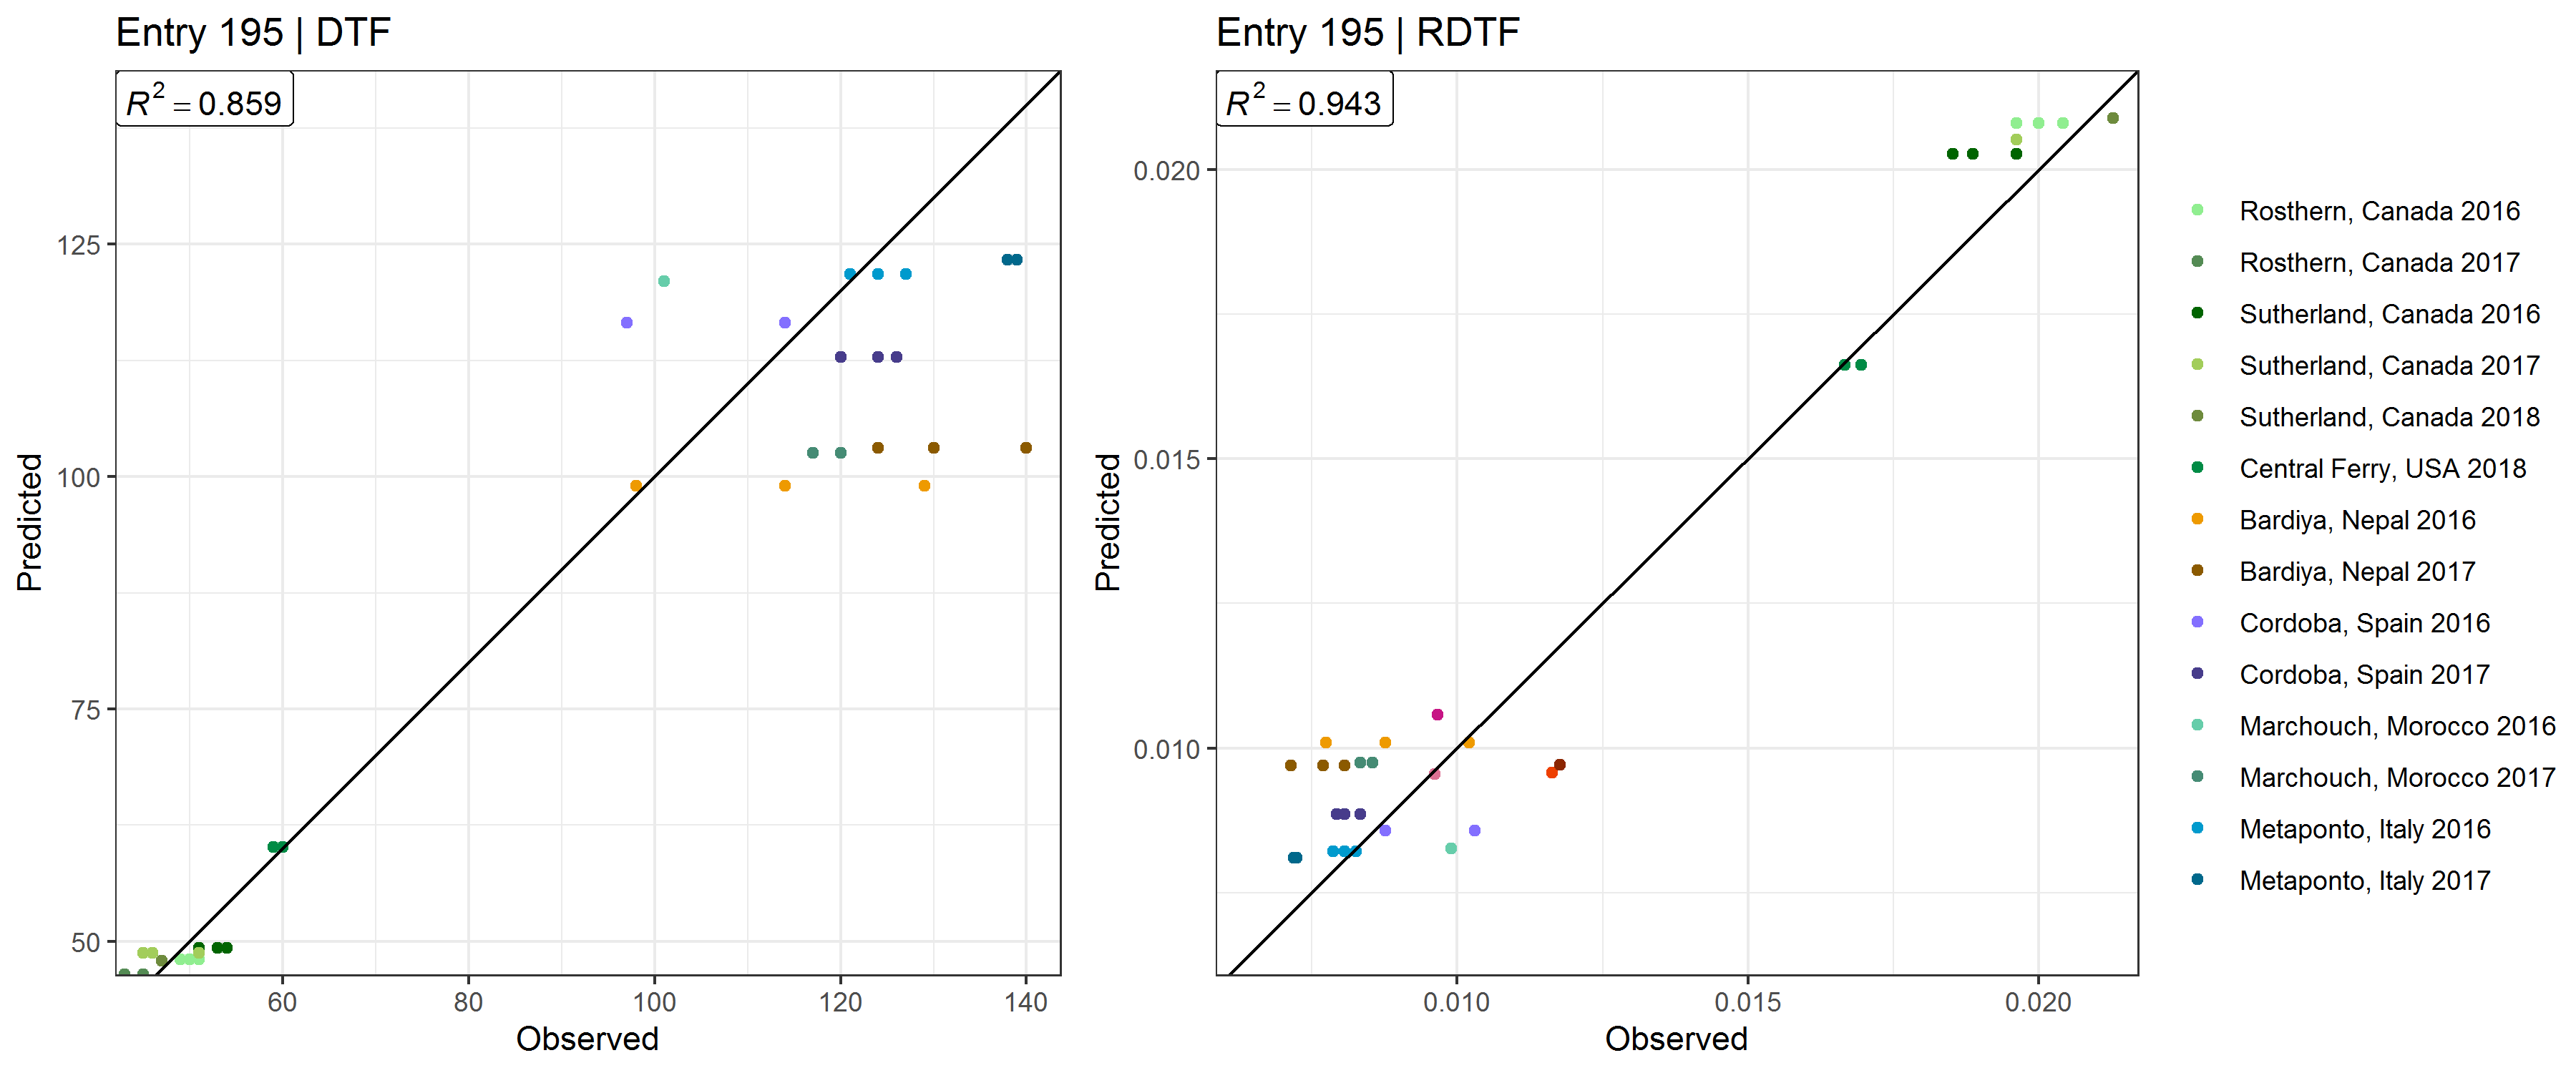 Entry 195 | DTF
R² = 0.859
125
100
75
50
Predicted
60 80 100 120 140
Observed
Entry 195 | RDTF
R² = 0.943
0.020
0.015
0.010
Predicted
0.010 0.015 0.020
Observed
Rosthern, Canada 2016
Rosthern, Canada 2017
Sutherland, Canada 2016
Sutherland, Canada 2017
Sutherland, Canada 2018
Central Ferry, USA 2018
Bardiya, Nepal 2016
Bardiya, Nepal 2017
Cordoba, Spain 2016
Cordoba, Spain 2017
Marchouch, Morocco 2016
Marchouch, Morocco 2017
Metaponto, Italy 2016
Metaponto, Italy 2017